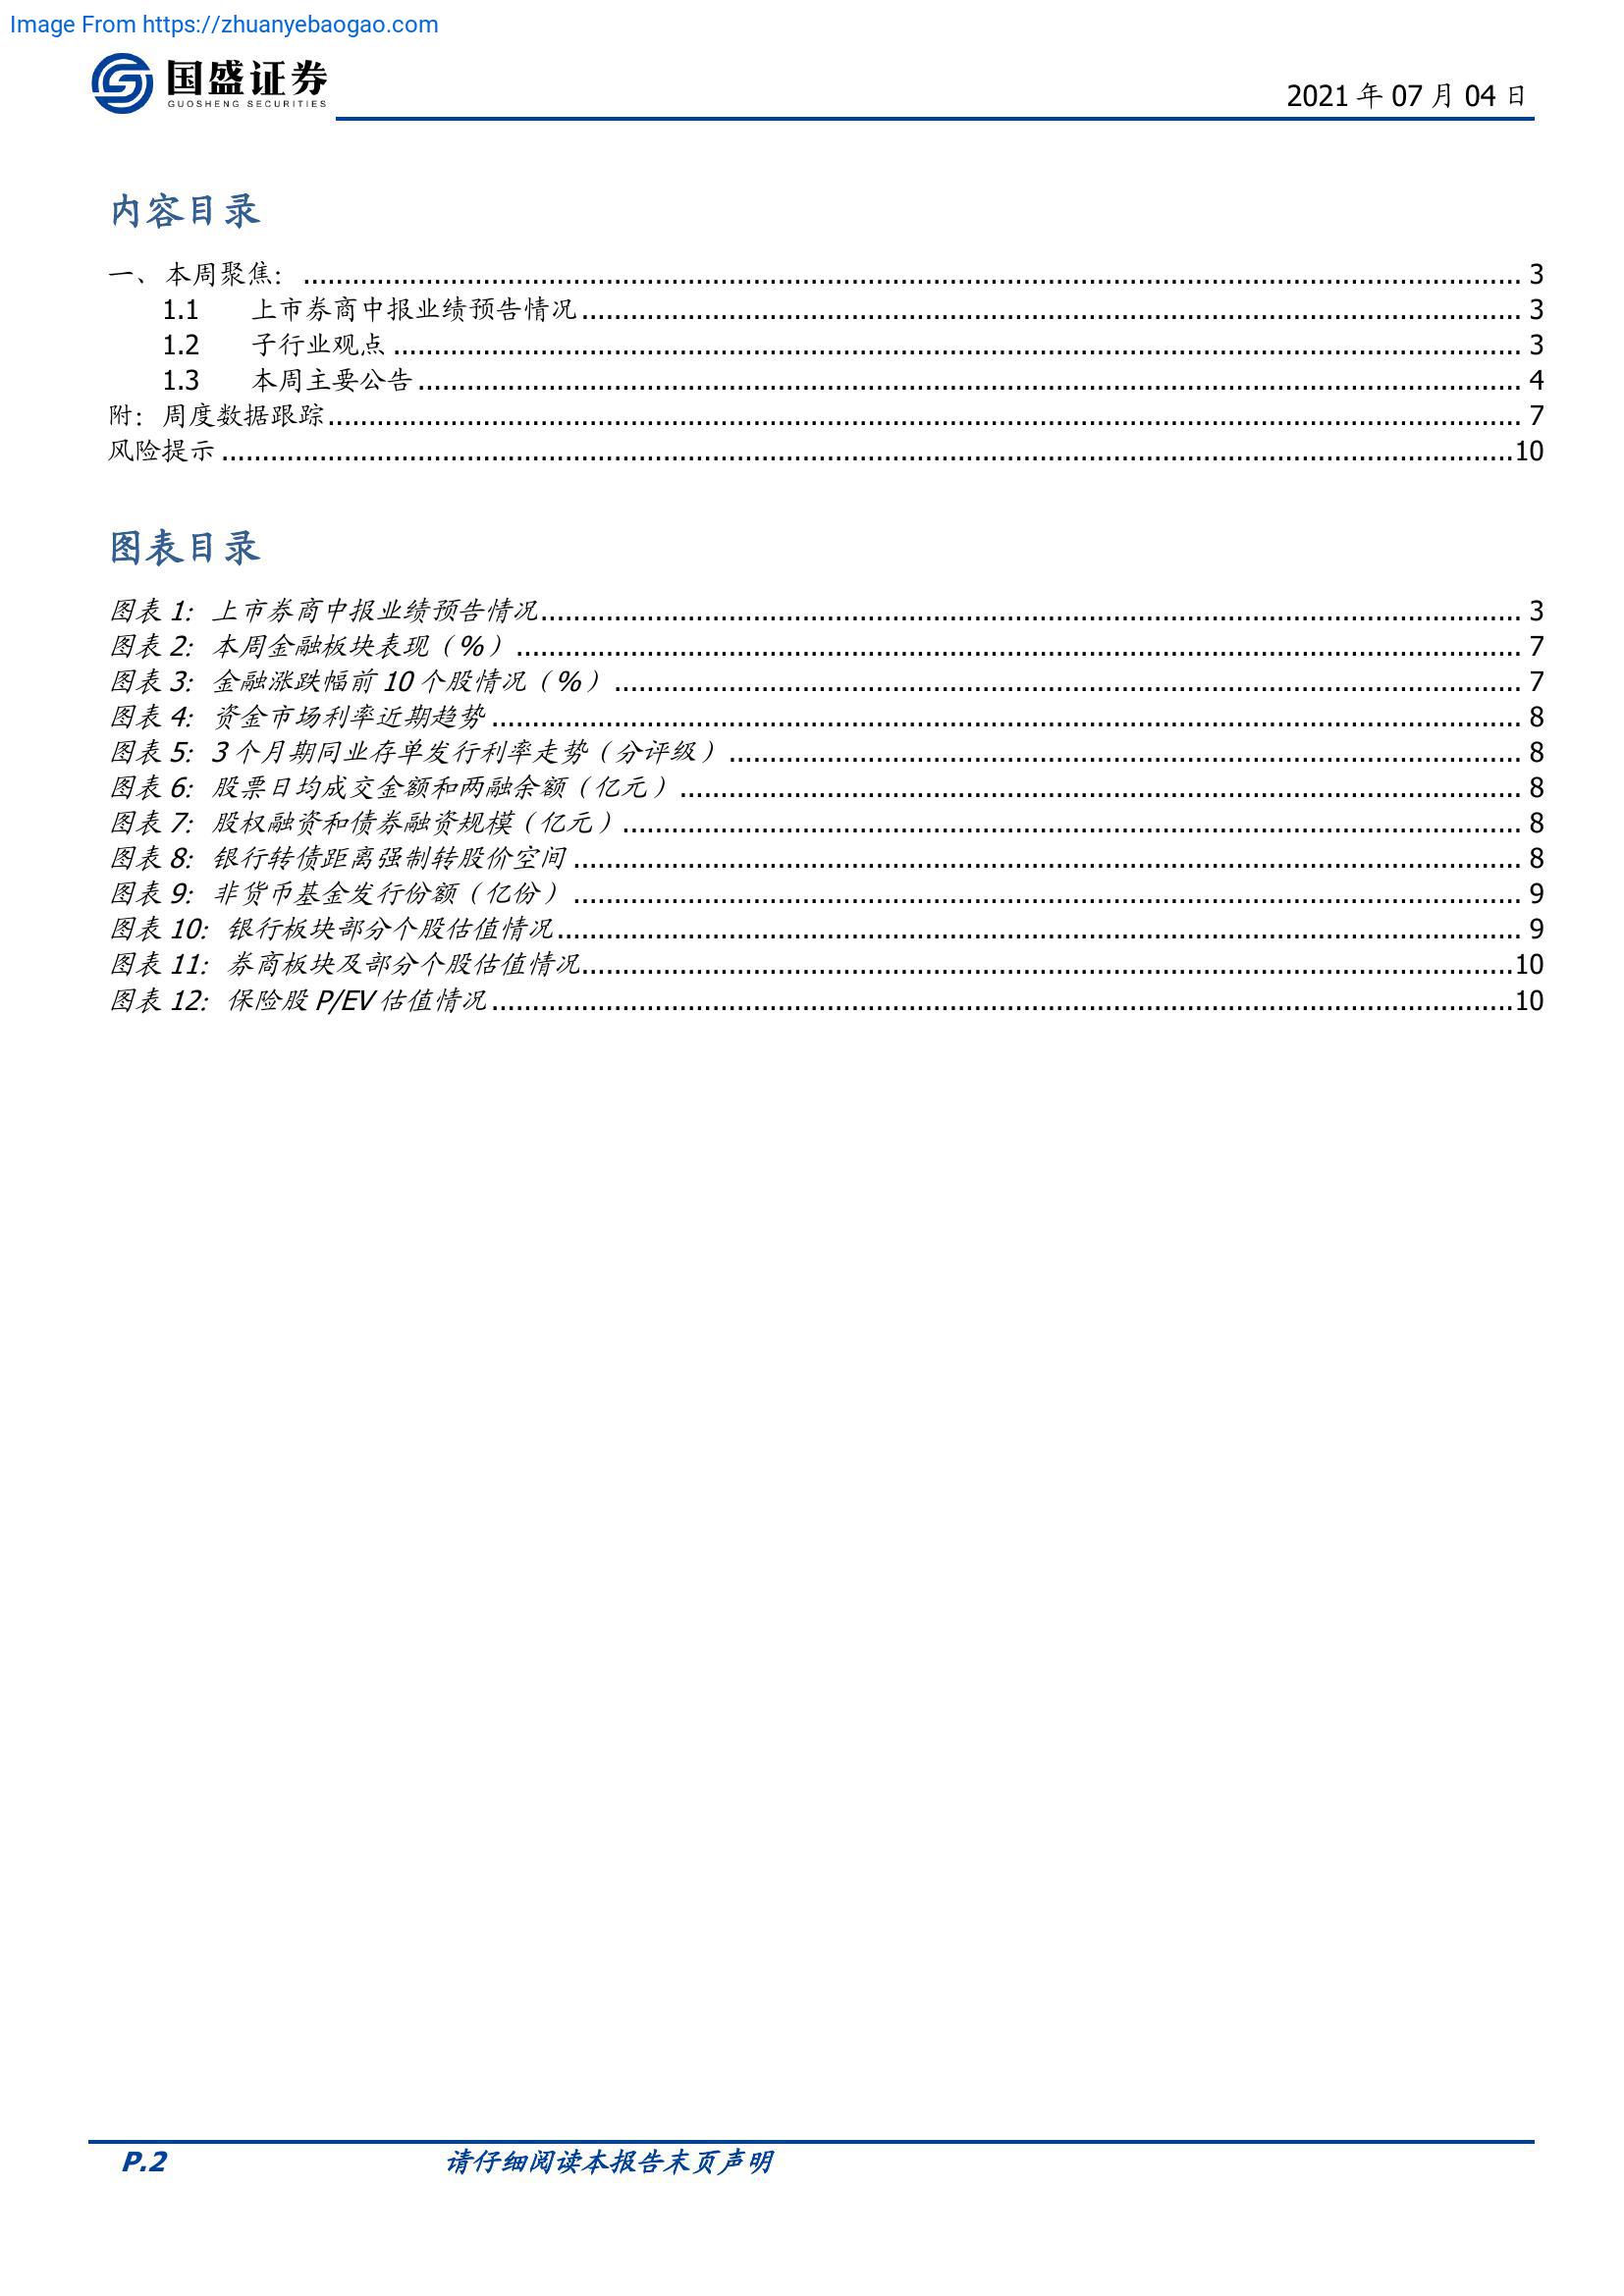 Image From https://zhuanyebaogao.com
国盛证券
GUOSHENG SECURITIES
2021 年 07 月 04 日
内容目录
一、 本周聚焦： 3
1.1 上市券商中报业绩预告情况 3
1.2 子行业观点 3
1.3 本周主要公告 4
附：周度数据跟踪 7
风险提示 10
图表目录
图表 1: 上市券商中报业绩预告情况 3
图表 2: 本周金融板块表现（%） 7
图表 3: 金融涨跌幅前 10 个股情况（%） 7
图表 4: 资金市场利率近期趋势 8
图表 5: 3 个月期同业存单发行利率走势（分评级） 8
图表 6: 股票日均成交金额和两融余额（亿元） 8
图表 7: 股权融资和债券融资规模（亿元） 8
图表 8: 银行转债距离强制转股价空间 8
图表 9: 非货币基金发行份额（亿份） 9
图表 10: 银行板块部分个股估值情况 9
图表 11: 券商板块及部分个股估值情况 10
图表 12: 保险股 P/EV 估值情况 10
P.2 请仔细阅读本报告末页声明